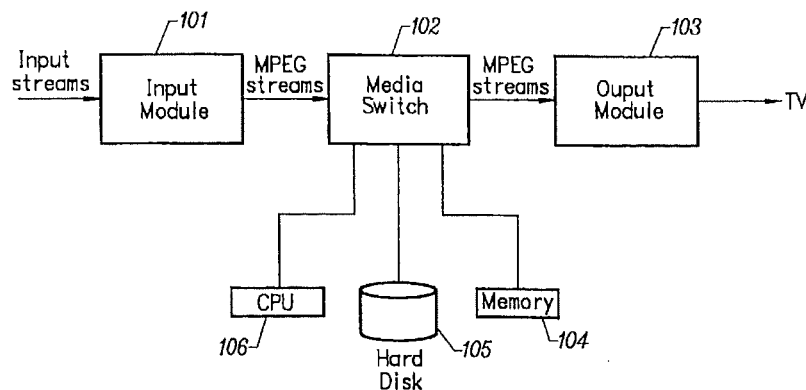 101
102
103
Input
streams
Input
Module
MPEG
streams
Media
Switch
MPEG
streams
Ouput
Module
TV
CPU
106
Hard
Disk
105
Memory
104